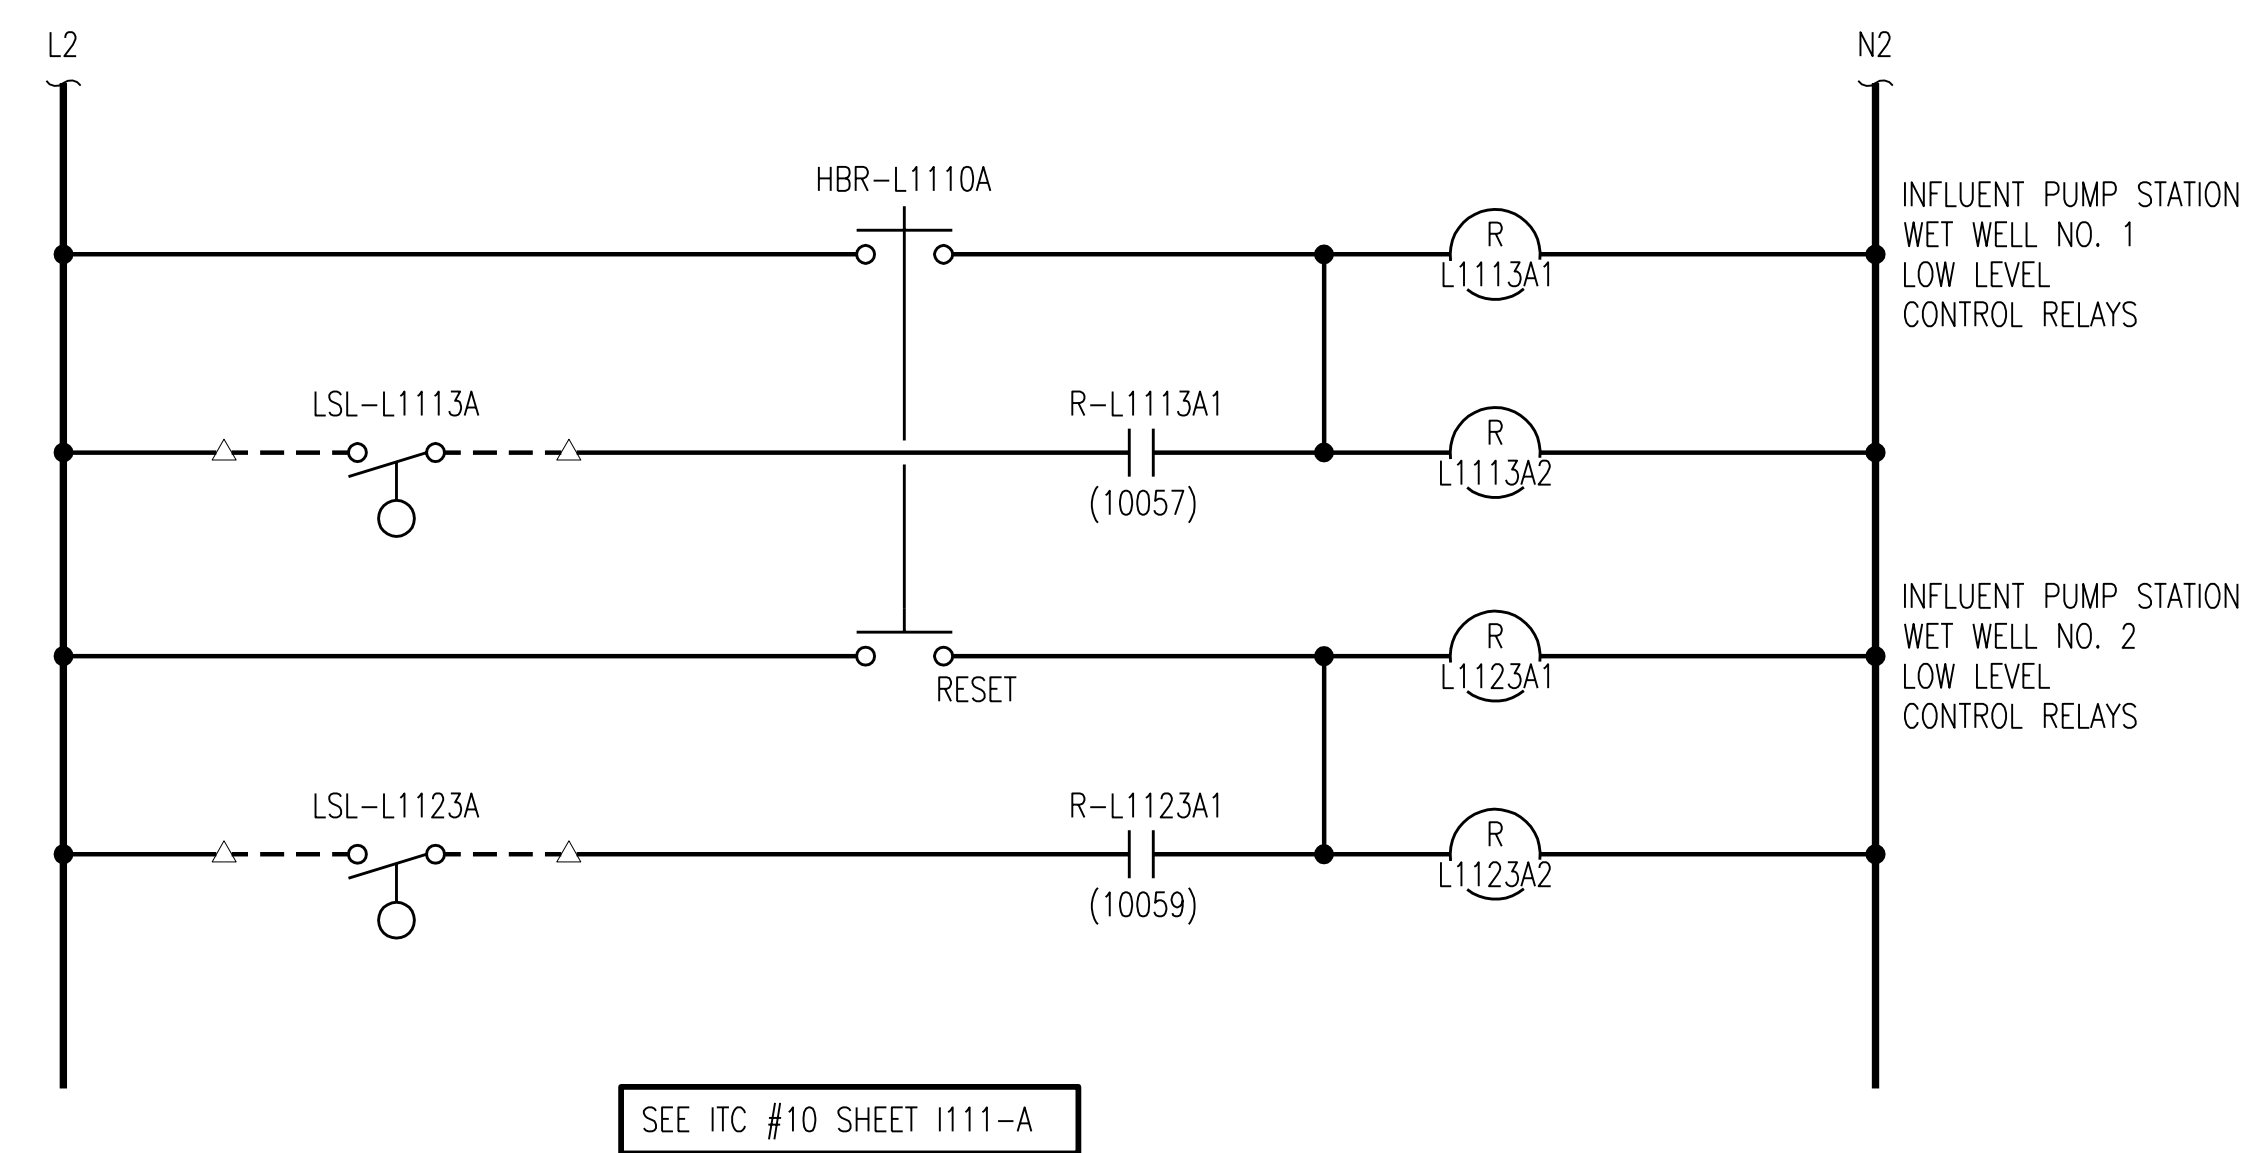 L2
N2
HBR-L1110A
R
L1113A1
INFLUENT PUMP STATION
WET WELL NO. 1
LOW LEVEL
CONTROL RELAYS
LSL-L1113A
R-L1113A1
(10057)
R
L1113A2
RESET
R
L1123A1
INFLUENT PUMP STATION
WET WELL NO. 2
LOW LEVEL
CONTROL RELAYS
LSL-L1123A
R-L1123A1
(10059)
R
L1123A2
SEE ITC #10 SHEET I111-A